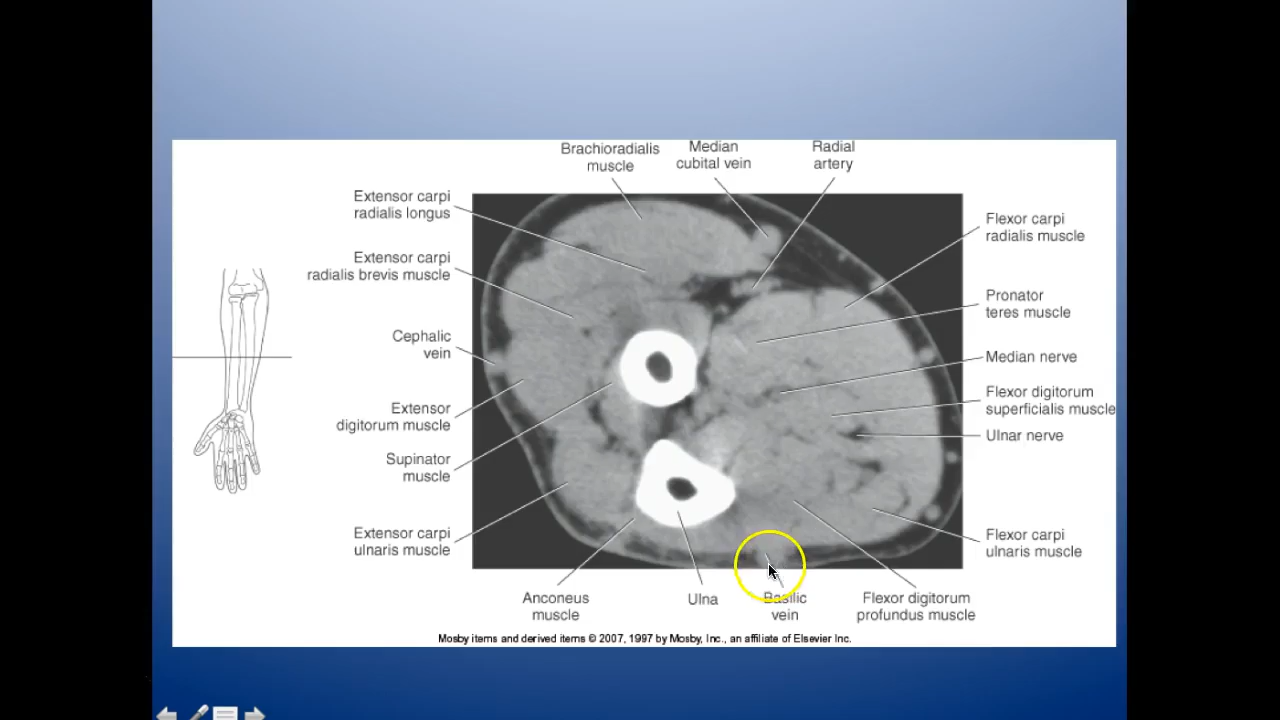 Brachioradialis
muscle
Median
cubital vein
Radial
artery
Extensor carpi
radialis longus
Flexor carpi
radialis muscle
Extensor carpi
radialis brevis muscle
Pronator
teres muscle
Cephalic
vein
Median nerve
Flexor digitorum
superficialis muscle
Extensor
digitorum muscle
Ulnar nerve
Supinator
muscle
Extensor carpi
ulnaris muscle
Flexor carpi
ulnaris muscle
Anconeus
muscle
Ulna
Basilic
vein
Flexor digitorum
profundus muscle
Mosby items and derived items © 2007, 1997 by Mosby, Inc., an affiliate of Elsevier Inc.